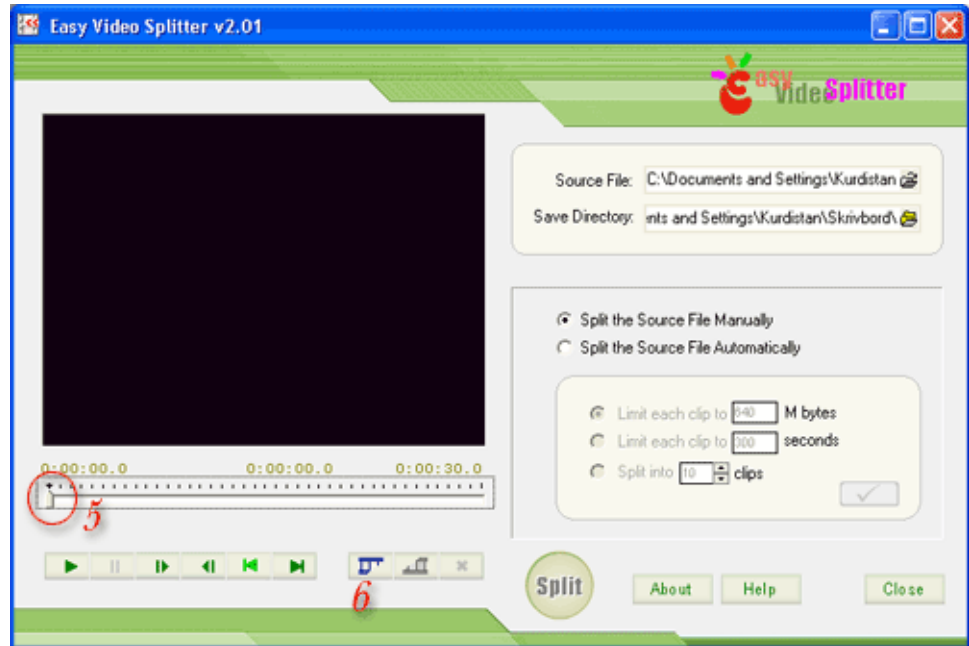 Easy Video Splitter v2.01
Easy Video Splitter
Source File: C:\Documents and Settings\Kurdistan
Save Directory: ents and Settings\Kurdistan\Skrivbord\
Split the Source File Manually
Split the Source File Automatically
Limit each clip to 640 M bytes
Limit each clip to 300 seconds
Split into 10 clips
0:00:00.0 0:00:00.0 0:00:30.0
5
6
Split
About Help Close